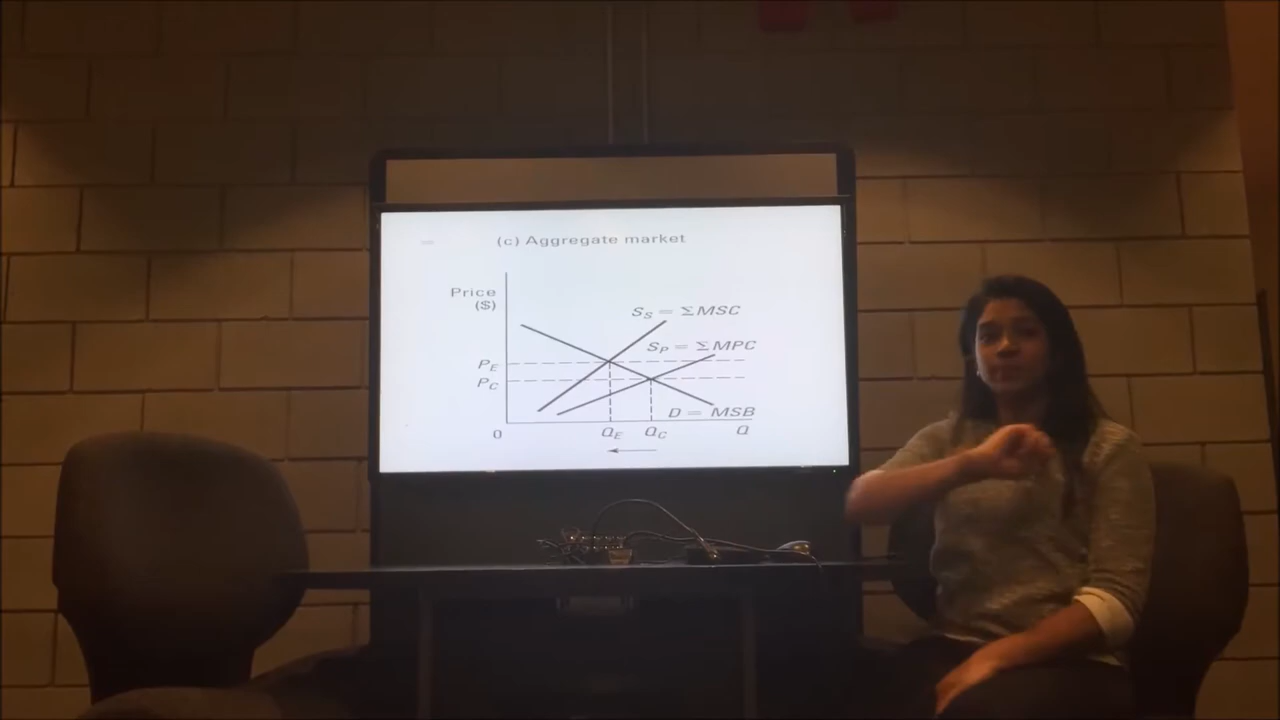 (c) Aggregate market
Price
($)
S_S = ΣMSC
S_P = ΣMPC
P_E
P_C
D = MSB
0
Q_E
Q_C
Q